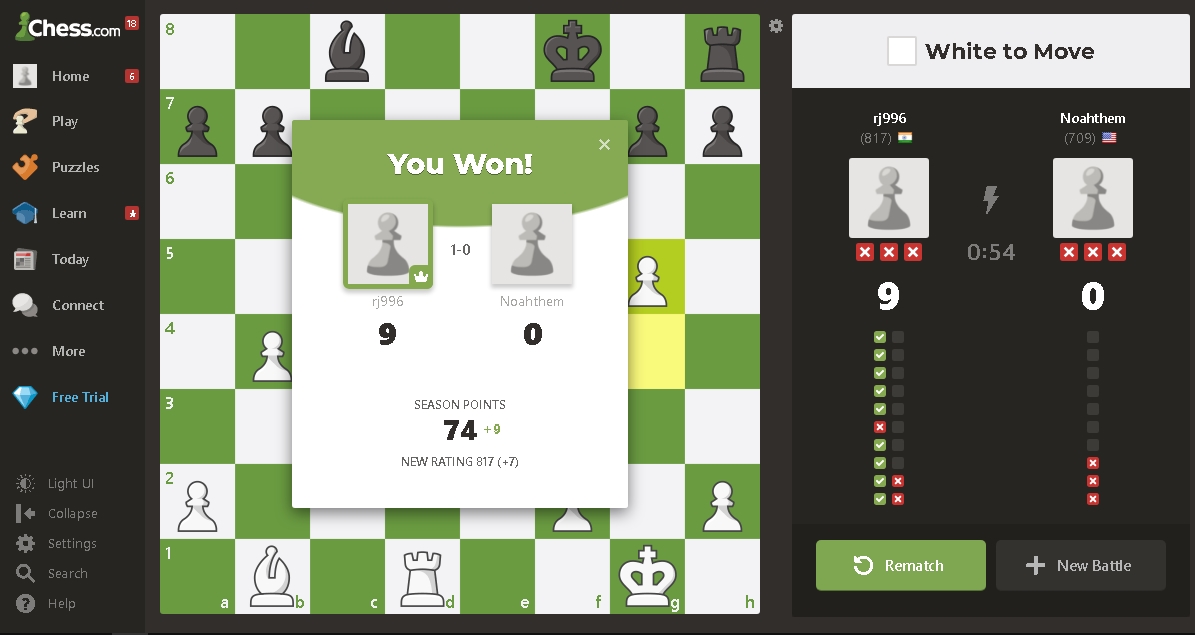 Chess.com 18
Home 6
Play
Puzzles
Learn
Today
Connect
More
Free Trial
Light UI
Collapse
Settings
Search
Help
8
7
6
5
4
3
2
1
a b c d e f g h
You Won!
1-0
rj996 Noahthem
9 0
SEASON POINTS
74 +9
NEW RATING 817 (+7)
White to Move
rj996 Noahthem
(817) (709)
0:54
9 0
Rematch New Battle